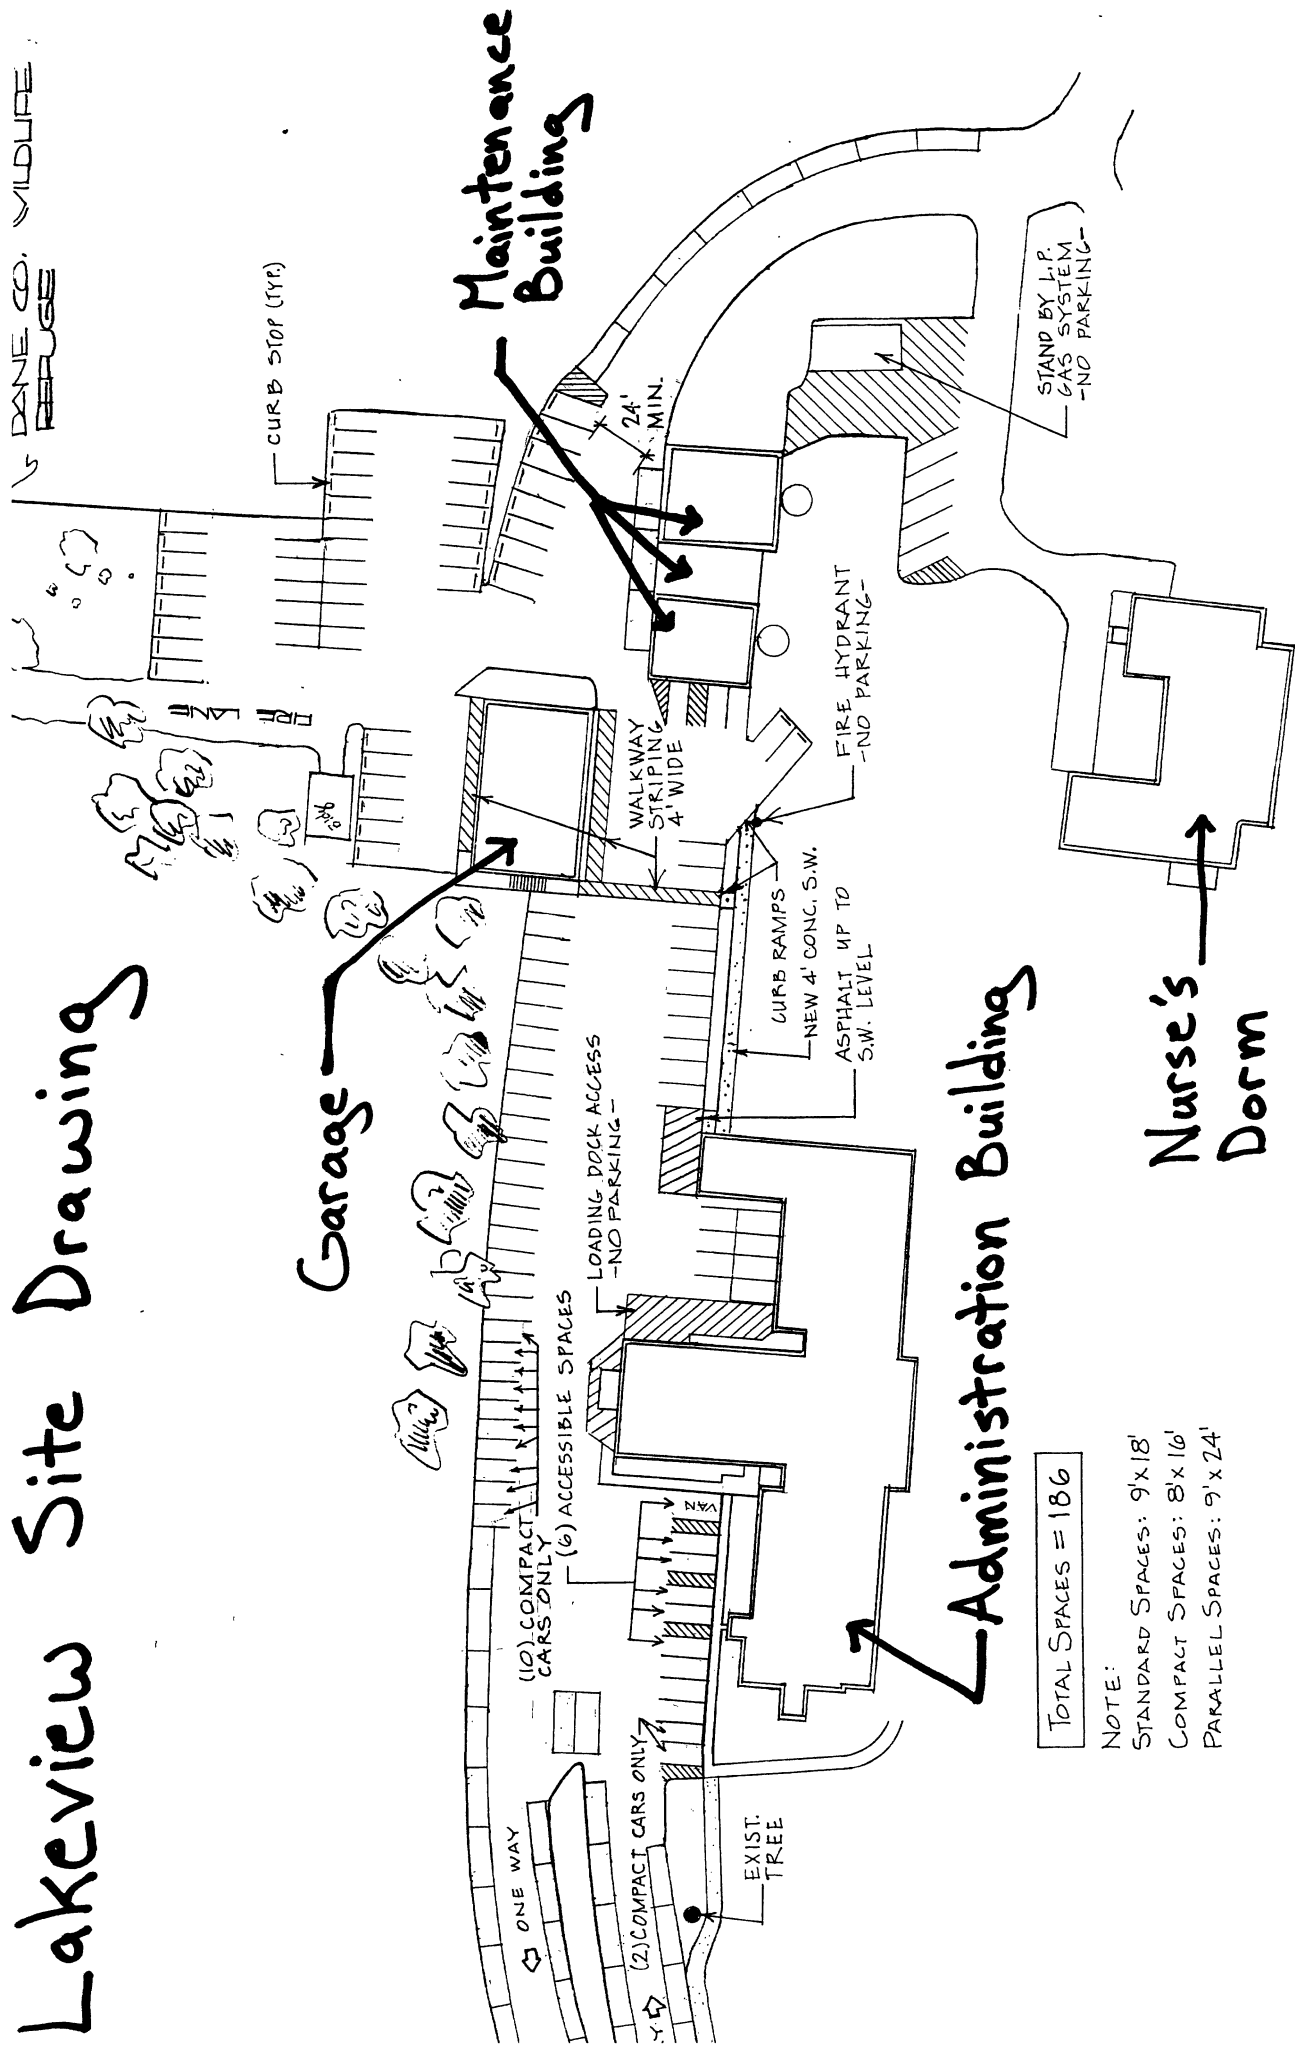 Lakeview Site Drawing
DANE CO. WILDLIFE
REFUGE
CURB STOP (TYP.)
Maintenance
Building
Garage
FIRE LANE
24'
MIN.
WALKWAY
STRIPING
4' WIDE
STAND BY L.P.
GAS SYSTEM
-NO PARKING-
FIRE HYDRANT
-NO PARKING-
CURB RAMPS
NEW 4' CONC. S.W.
ASPHALT UP TO
S.W. LEVEL
LOADING DOCK ACCESS
-NO PARKING-
(6) ACCESSIBLE SPACES
(10) COMPACT
CARS ONLY
VAN
ONE WAY
(2) COMPACT CARS ONLY
EXIST.
TREE
Administration Building
Nurse's
Dorm
TOTAL SPACES = 186
NOTE:
STANDARD SPACES: 9'X18'
COMPACT SPACES: 8'X16'
PARALLEL SPACES: 9'X24'